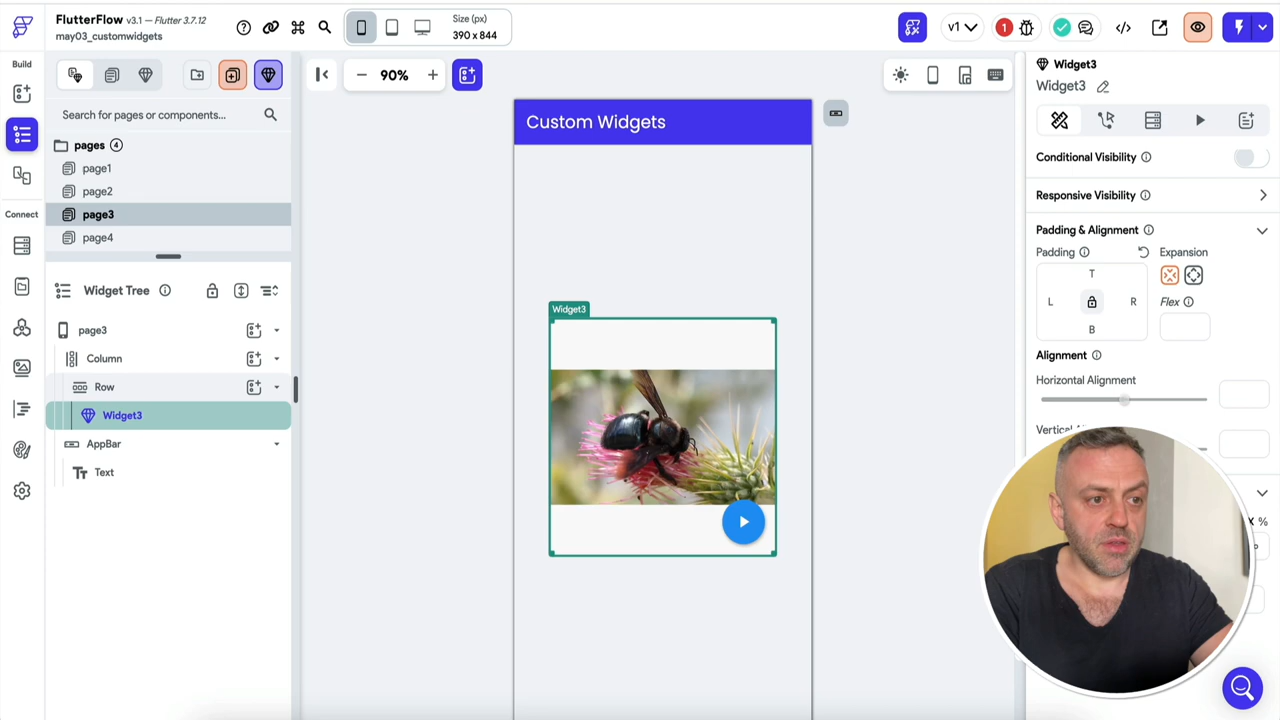 FlutterFlow v3.1 – Flutter 3.7.12
may03_customwidgets
Size (px)
390 x 844
v1
1
Build
90%
Search for pages or components...
pages 4
page1
page2
page3
page4
Connect
Widget Tree
page3
Column
Row
Widget3
AppBar
Text
Custom Widgets
Widget3
Widget3
Widget3
Conditional Visibility
Responsive Visibility
Padding & Alignment
Padding
Expansion
T
L
R
B
Flex
Alignment
Horizontal Alignment
Vertical
%